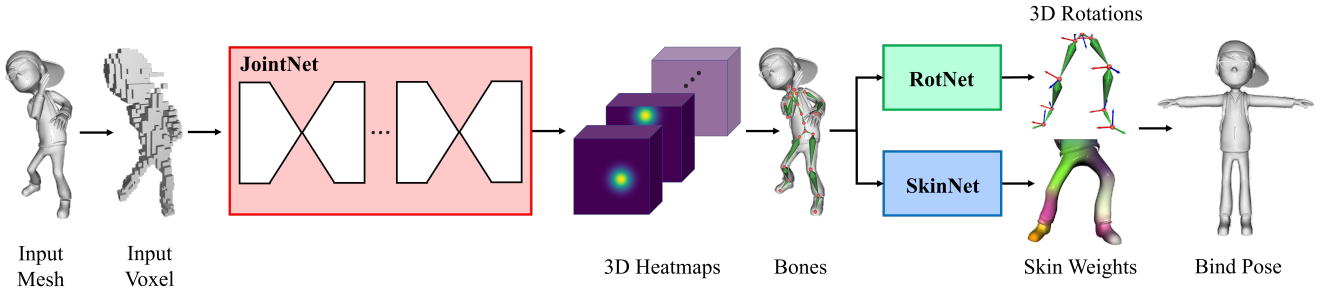 3D Rotations
JointNet
RotNet
SkinNet
Input
Mesh
Input
Voxel
3D Heatmaps
Bones
Skin Weights
Bind Pose